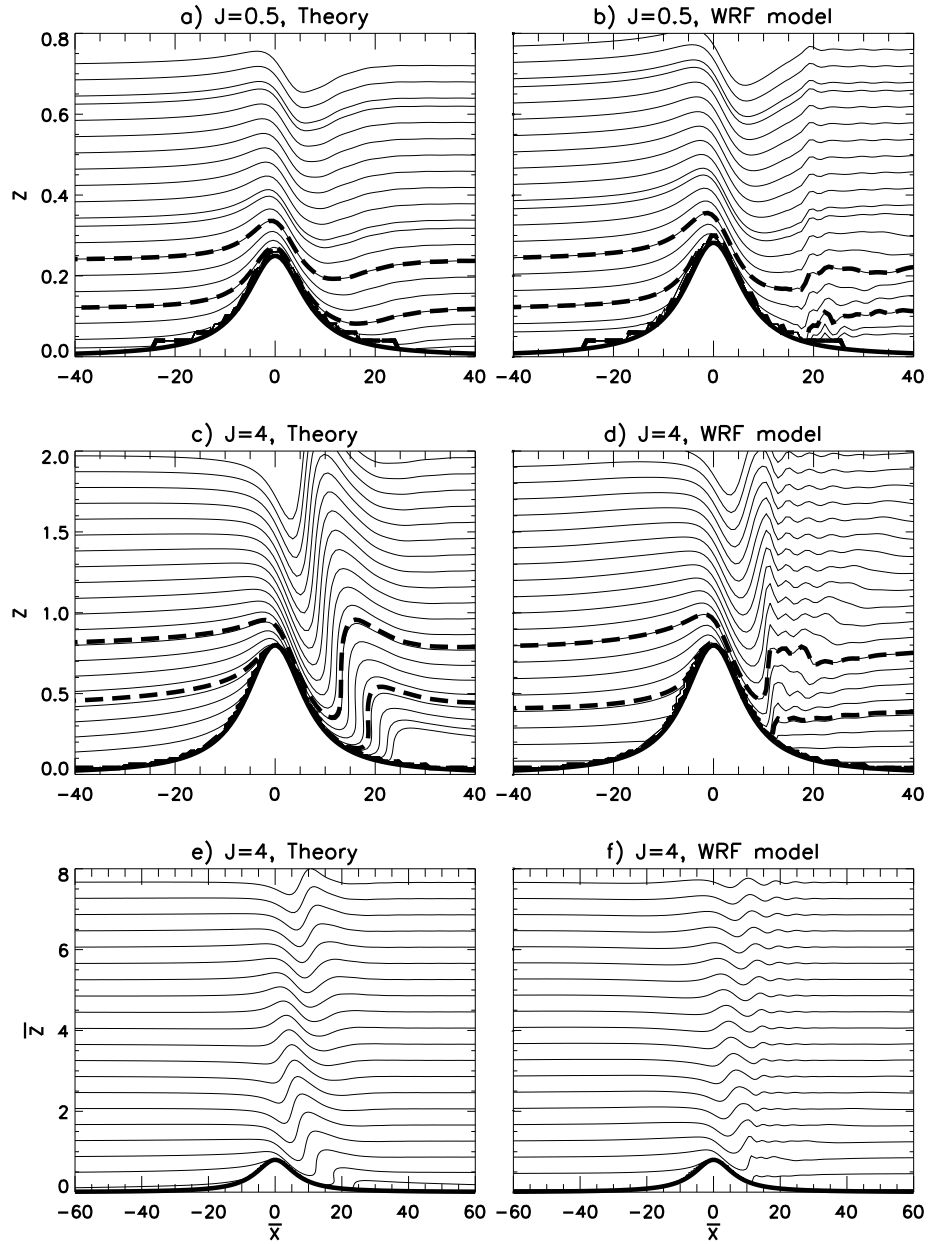 a) J=0.5, Theory
b) J=0.5, WRF model
0.8
0.6
z
0.4
0.2
0.0
−40 −20 0 20 40
−40 −20 0 20 40
c) J=4, Theory
d) J=4, WRF model
2.0
1.5
z
1.0
0.5
0.0
−40 −20 0 20 40
−40 −20 0 20 40
e) J=4, Theory
f) J=4, WRF model
8
6
z̅
4
2
0
−60 −40 −20 0 20 40 60
−60 −40 −20 0 20 40 60
x̅
x̅